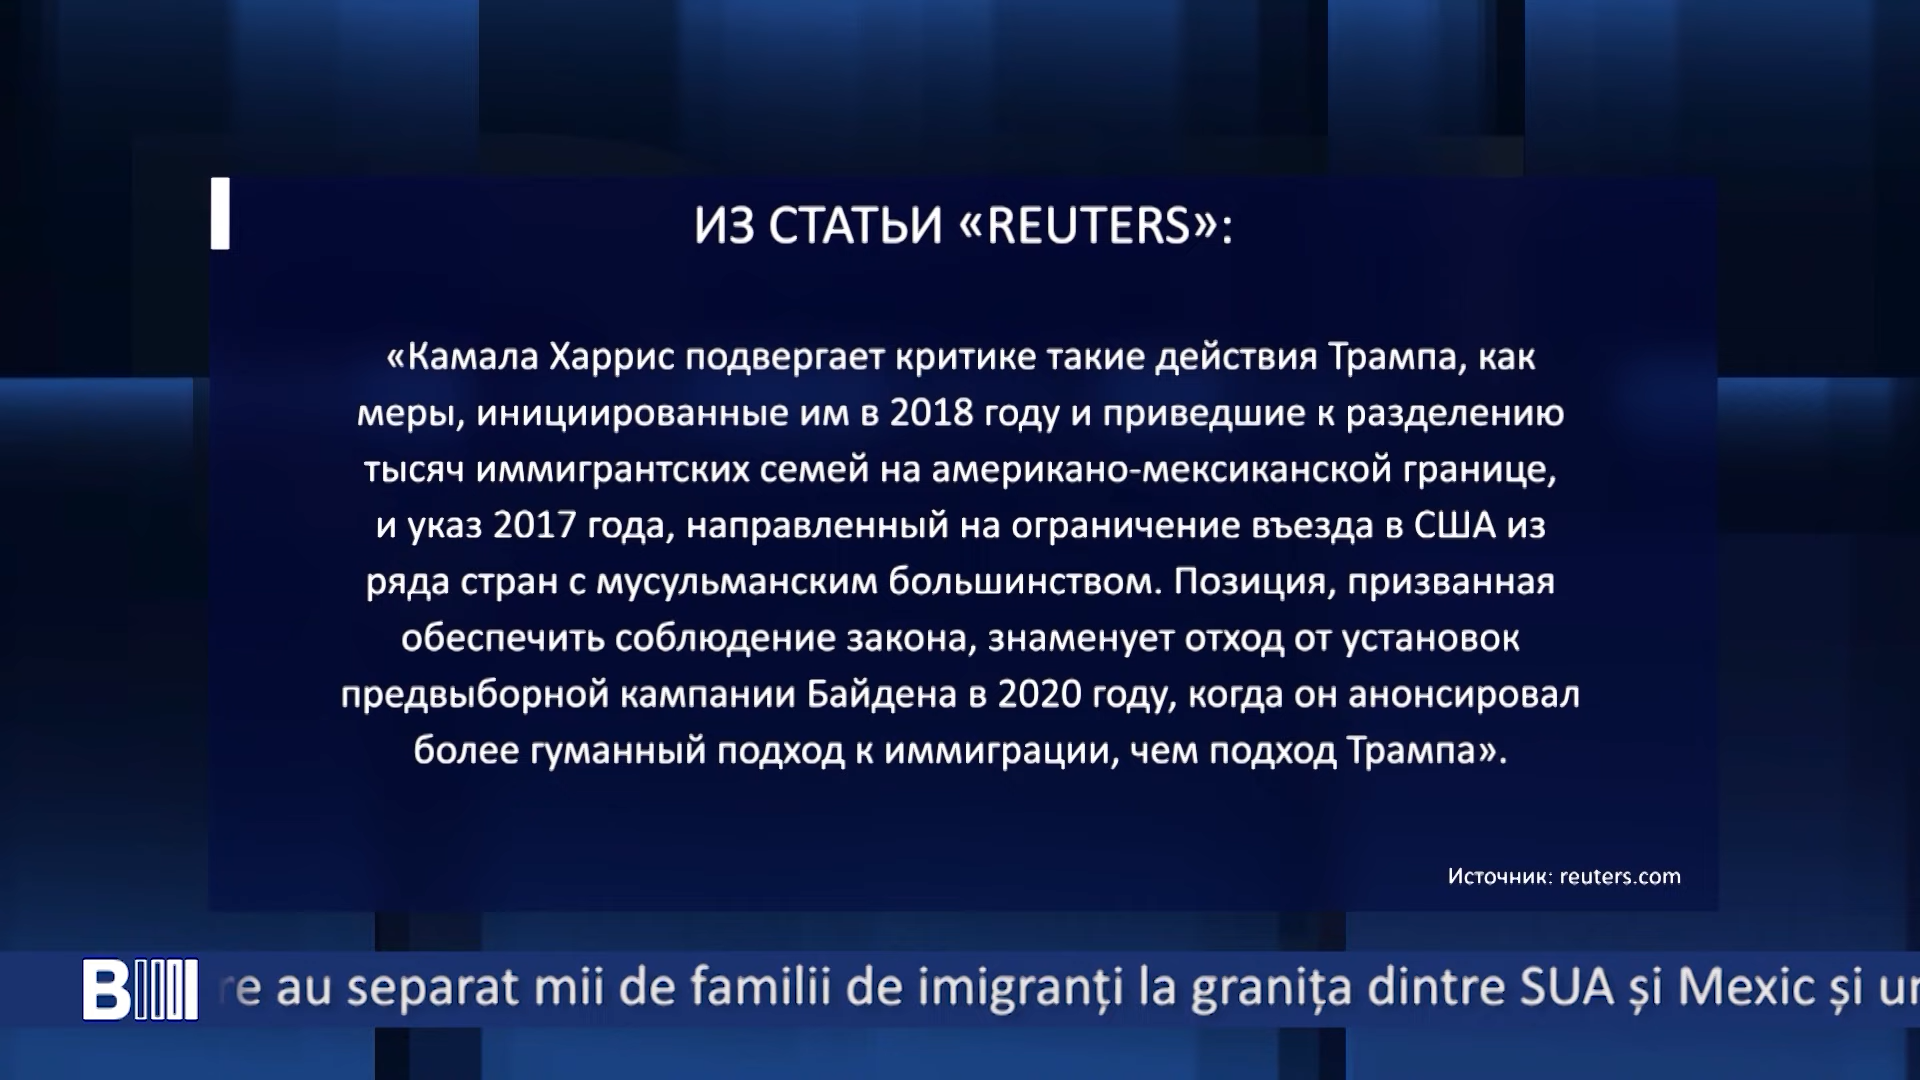 ИЗ СТАТЬИ «REUTERS»:
«Камала Харрис подвергает критике такие действия Трампа, как
меры, инициированные им в 2018 году и приведшие к разделению
тысяч иммигрантских семей на американо-мексиканской границе,
и указ 2017 года, направленный на ограничение въезда в США из
ряда стран с мусульманским большинством. Позиция, призванная
обеспечить соблюдение закона, знаменует отход от установок
предвыборной кампании Байдена в 2020 году, когда он анонсировал
более гуманный подход к иммиграции, чем подход Трампа».
Источник: reuters.com
au separat mii de familii de imigranți la granița dintre SUA și Mexic și